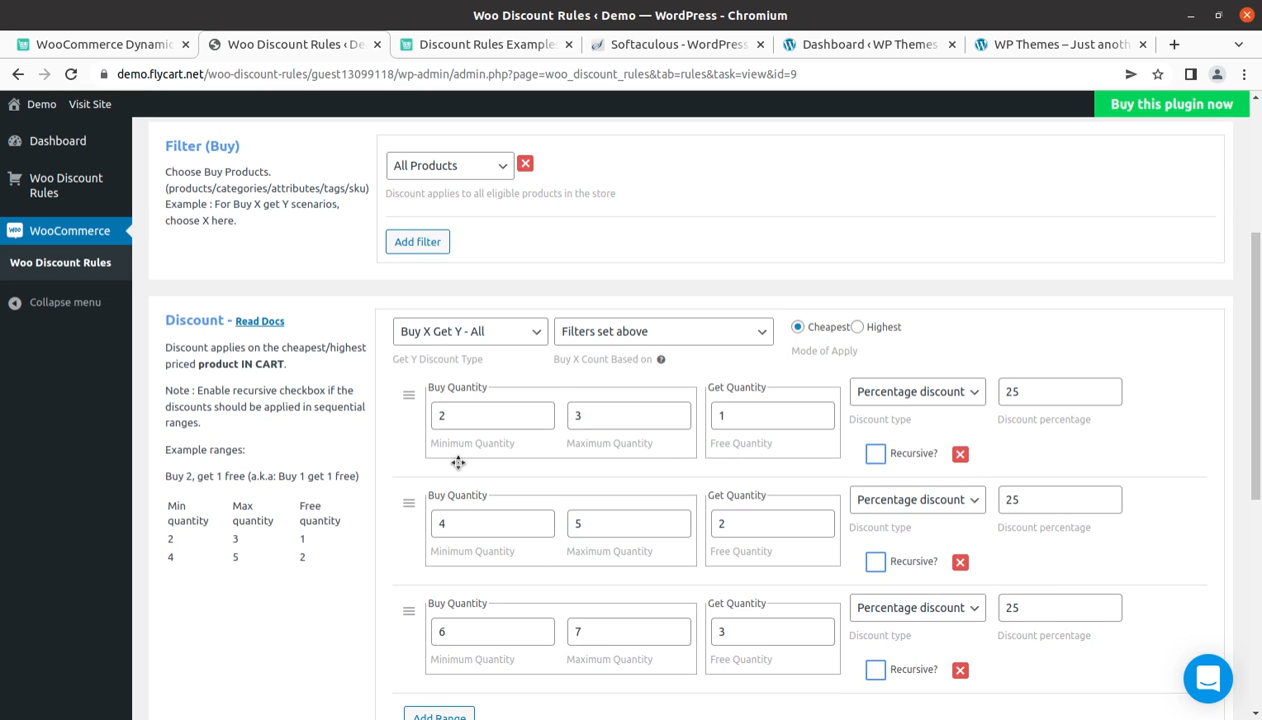 Woo Discount Rules ‹ Demo — WordPress - Chromium
WooCommerce Dynamic
Woo Discount Rules ‹ De
Discount Rules Example
Softaculous - WordPress
Dashboard ‹ WP Themes
WP Themes – Just anoth
demo.flycart.net/woo-discount-rules/guest13099118/wp-admin/admin.php?page=woo_discount_rules&tab=rules&task=view&id=9
Demo Visit Site
Buy this plugin now
Dashboard
Woo Discount
Rules
WooCommerce
Woo Discount Rules
Collapse menu
Filter (Buy)
Choose Buy Products.
(products/categories/attributes/tags/sku)
Example : For Buy X get Y scenarios,
choose X here.
All Products
Discount applies to all eligible products in the store
Add filter
Discount - Read Docs
Discount applies on the cheapest/highest
priced product IN CART.
Note : Enable recursive checkbox if the
discounts should be applied in sequential
ranges.
Example ranges:
Buy 2, get 1 free (a.k.a: Buy 1 get 1 free)
Min quantity Max quantity Free quantity
2 3 1
4 5 2
Buy X Get Y - All
Filters set above
Cheapest Highest
Get Y Discount Type
Buy X Count Based on
Mode of Apply
Buy Quantity Get Quantity
2 3 1 Percentage discount 25
Minimum Quantity Maximum Quantity Free Quantity Discount type Discount percentage
Recursive?
Buy Quantity Get Quantity
4 5 2 Percentage discount 25
Minimum Quantity Maximum Quantity Free Quantity Discount type Discount percentage
Recursive?
Buy Quantity Get Quantity
6 7 3 Percentage discount 25
Minimum Quantity Maximum Quantity Free Quantity Discount type Discount percentage
Recursive?
Add Range